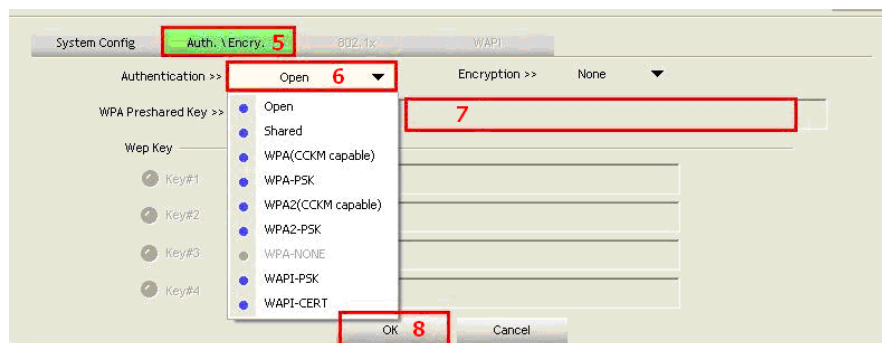 System Config Auth. \ Encry. 5 802.1x WAPI
Authentication >> Open 6 Encryption >> None
WPA Preshared Key >> 7
Open
Shared
WPA(CCKM capable)
WPA-PSK
WPA2(CCKM capable)
WPA2-PSK
WPA-NONE
WAPI-PSK
WAPI-CERT
Wep Key
Key#1
Key#2
Key#3
Key#4
OK 8 Cancel